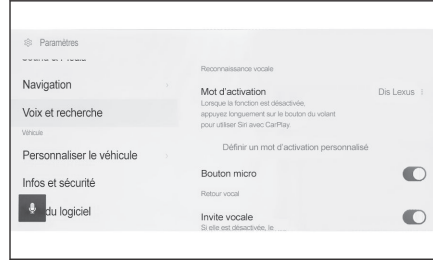 Paramètres
Navigation
Voix et recherche
Véhicule
Personnaliser le véhicule
Infos et sécurité
du logiciel
Reconnaissance vocale
Mot d'activation
Dis Lexus
Lorsque la fonction est désactivée,
appuyez longuement sur le bouton du volant
pour utiliser Siri avec CarPlay.
Définir un mot d'activation personnalisé
Bouton micro
Retour vocal
Invite vocale
Si elle est désactivée, le